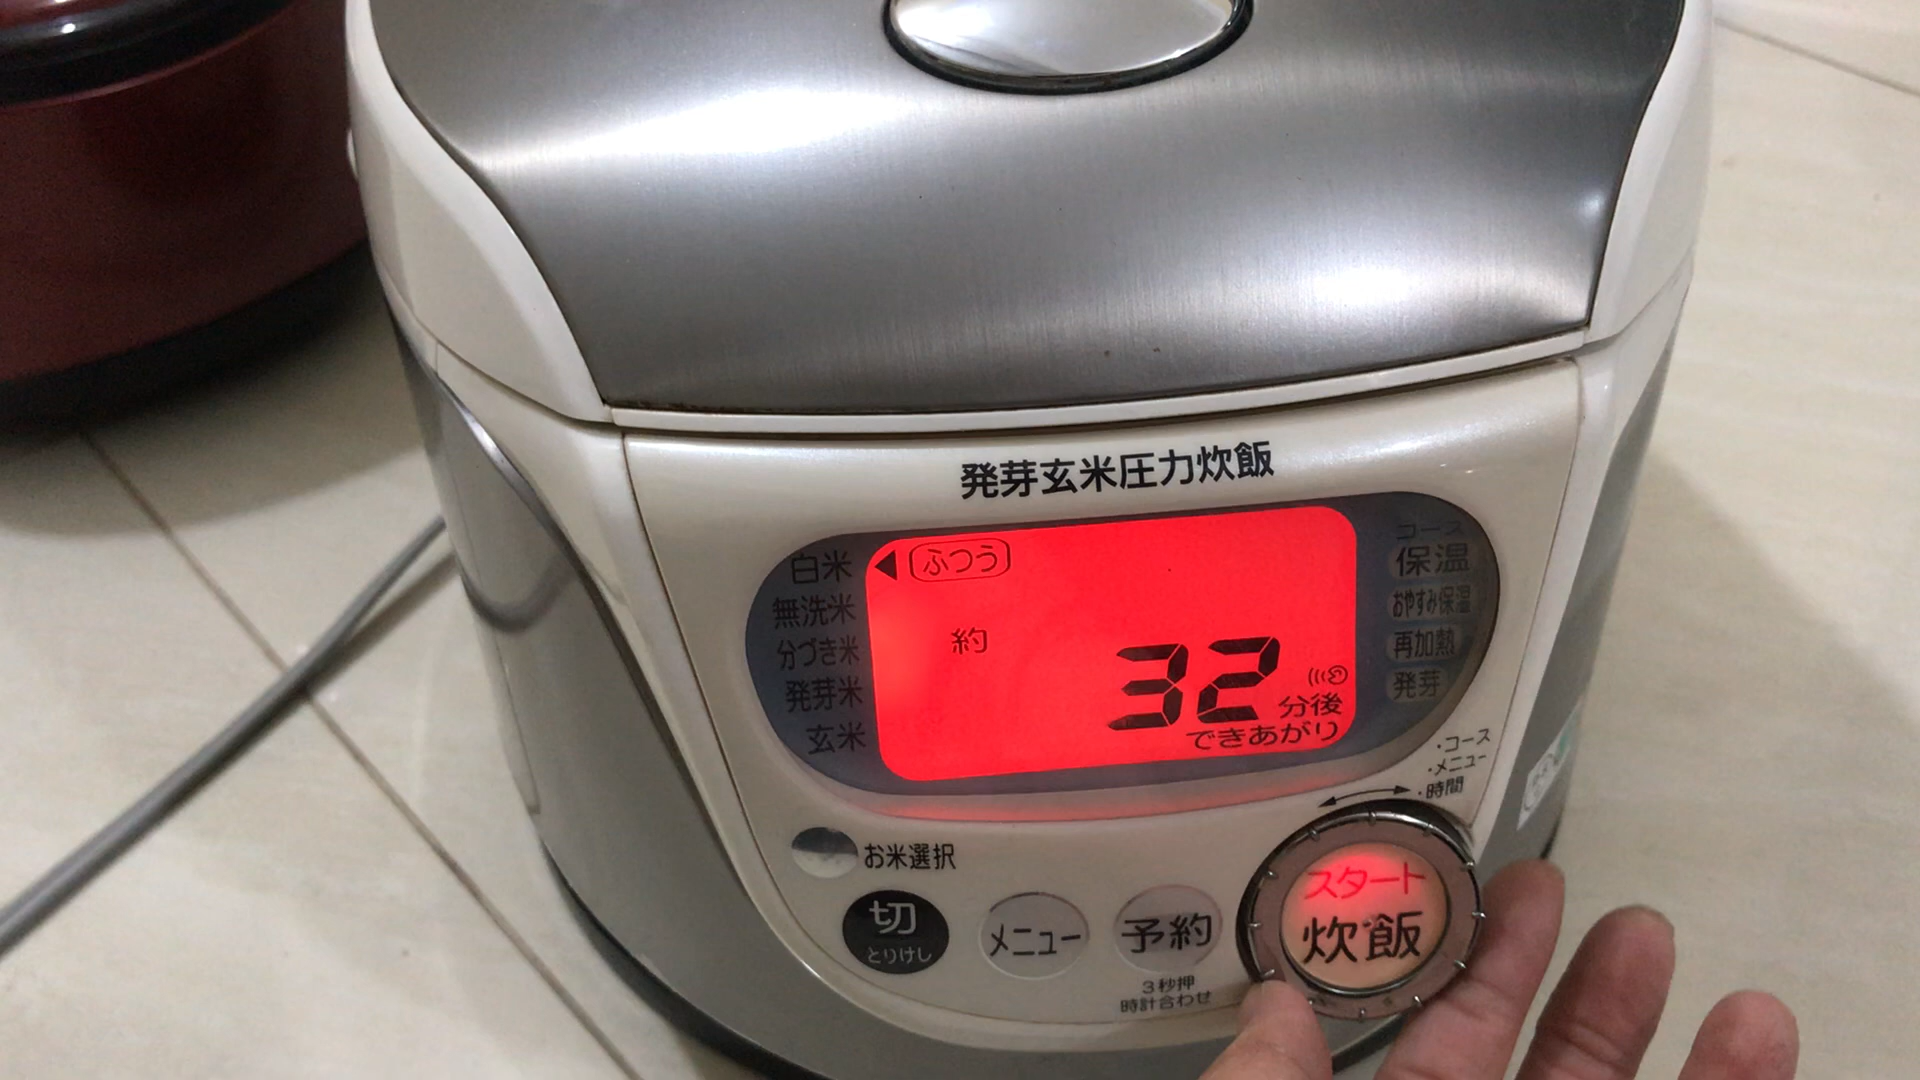 発芽玄米圧力炊飯
白米
無洗米
分づき米
発芽米
玄米
ふつう
約
32
分後
できあがり
コース
保温
おやすみ保温
再加熱
発芽
・コース
・メニュー
・時間
お米選択
切
とりけし
メニュー
予約
3秒押
時計合わせ
スタート
炊飯